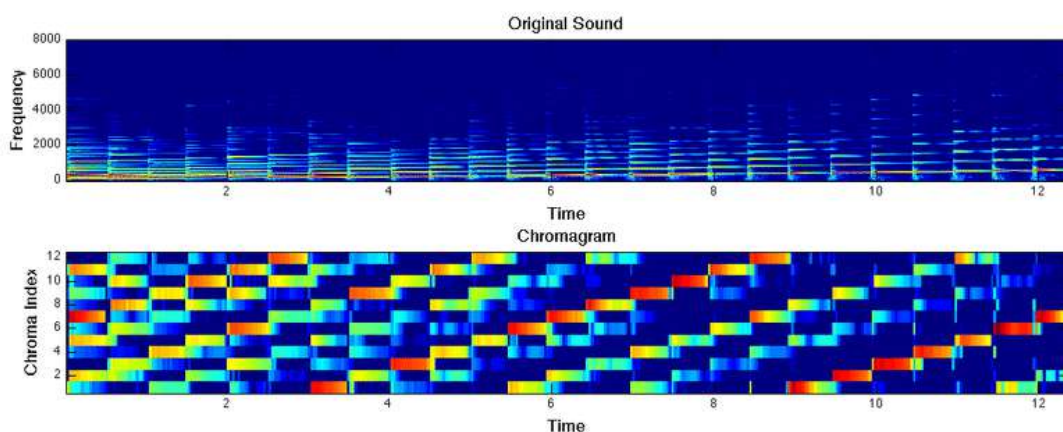 Original Sound
8000
6000
4000
2000
0
Frequency
2 4 6 8 10 12
Time
Chromagram
12
10
8
6
4
2
Chroma Index
2 4 6 8 10 12
Time